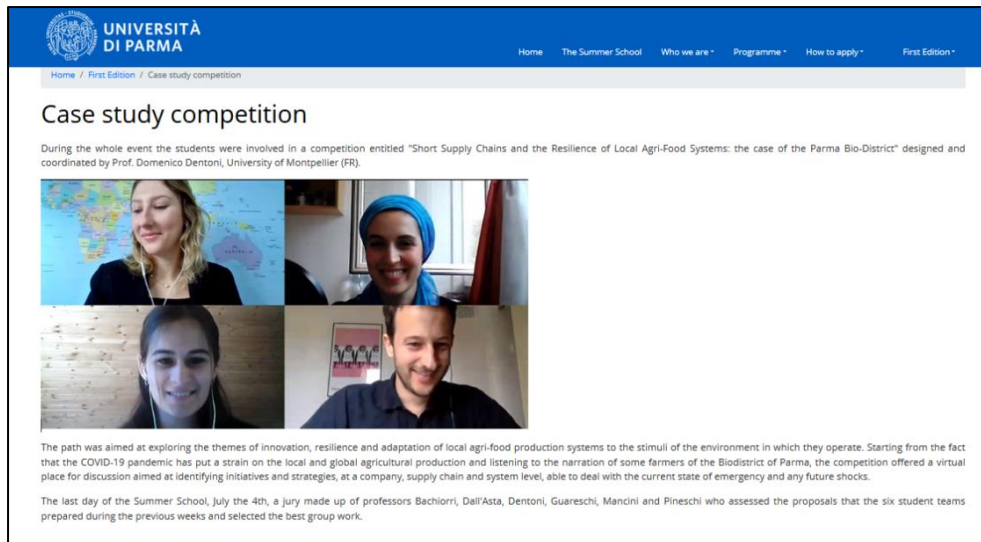 UNIVERSITÀ
DI PARMA
Home The Summer School Who we are Programme How to apply First Edition
Home / First Edition / Case study competition
Case study competition
During the whole event the students were involved in a competition entitled "Short Supply Chains and the Resilience of Local Agri-Food Systems: the case of the Parma Bio-District" designed and
coordinated by Prof. Domenico Dentoni, University of Montpellier (FR).
The path was aimed at exploring the themes of innovation, resilience and adaptation of local agri-food production systems to the stimuli of the environment in which they operate. Starting from the fact
that the COVID-19 pandemic has put a strain on the local and global agricultural production and listening to the narration of some farmers of the Biodistrict of Parma, the competition offered a virtual
place for discussion aimed at identifying initiatives and strategies, at a company, supply chain and system level, able to deal with the current state of emergency and any future shocks.
The last day of the Summer School, July the 4th, a jury made up of professors Bachiorri, Dall'Asta, Dentoni, Guareschi, Mancini and Pineschi who assessed the proposals that the six student teams
prepared during the previous weeks and selected the best group work.